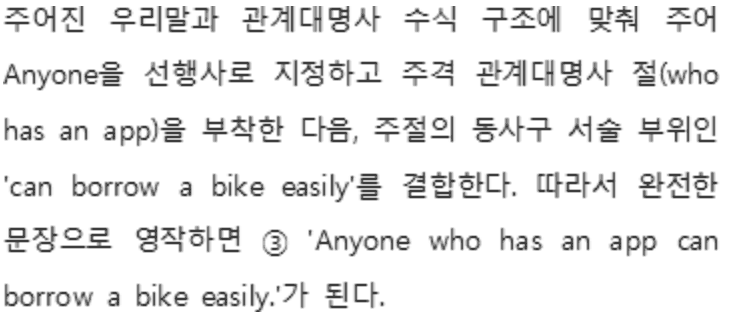 주어진 우리말과 관계대명사 수식 구조에 맞춰 주어
Anyone을 선행사로 지정하고 주격 관계대명사 절(who
has an app)을 부착한 다음, 주절의 동사구 서술 부위인
'can borrow a bike easily'를 결합한다. 따라서 완전한
문장으로 영작하면 ③ 'Anyone who has an app can
borrow a bike easily.'가 된다.